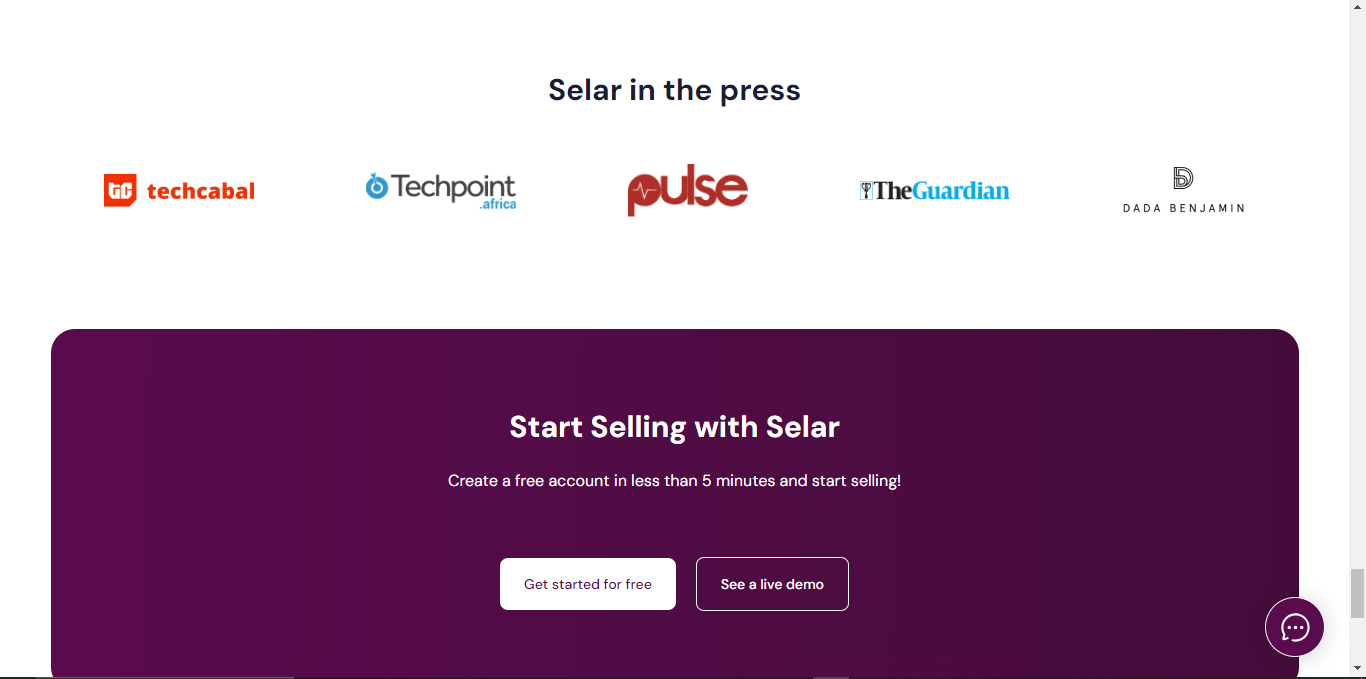 Selar in the press
techcabal
Techpoint
.africa
pulse
TheGuardian
DADA BENJAMIN
Start Selling with Selar
Create a free account in less than 5 minutes and start selling!
Get started for free
See a live demo